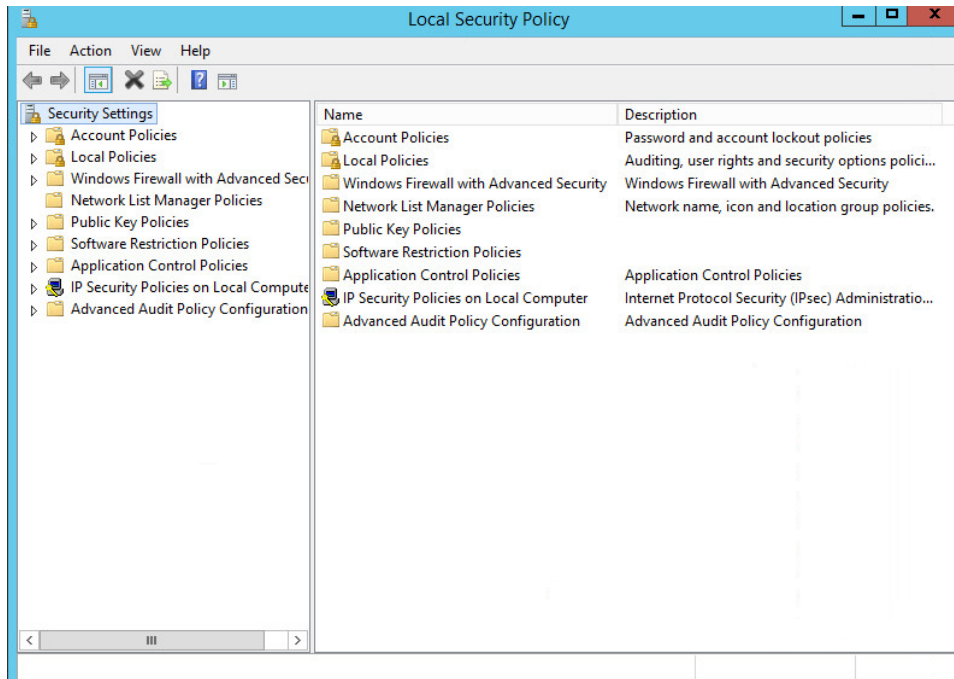 Local Security Policy
File Action View Help
Security Settings
Account Policies
Local Policies
Windows Firewall with Advanced Secu
Network List Manager Policies
Public Key Policies
Software Restriction Policies
Application Control Policies
IP Security Policies on Local Compute
Advanced Audit Policy Configuration
Name Description
Account Policies Password and account lockout policies
Local Policies Auditing, user rights and security options polici...
Windows Firewall with Advanced Security Windows Firewall with Advanced Security
Network List Manager Policies Network name, icon and location group policies.
Public Key Policies
Software Restriction Policies
Application Control Policies Application Control Policies
IP Security Policies on Local Computer Internet Protocol Security (IPsec) Administratio...
Advanced Audit Policy Configuration Advanced Audit Policy Configuration